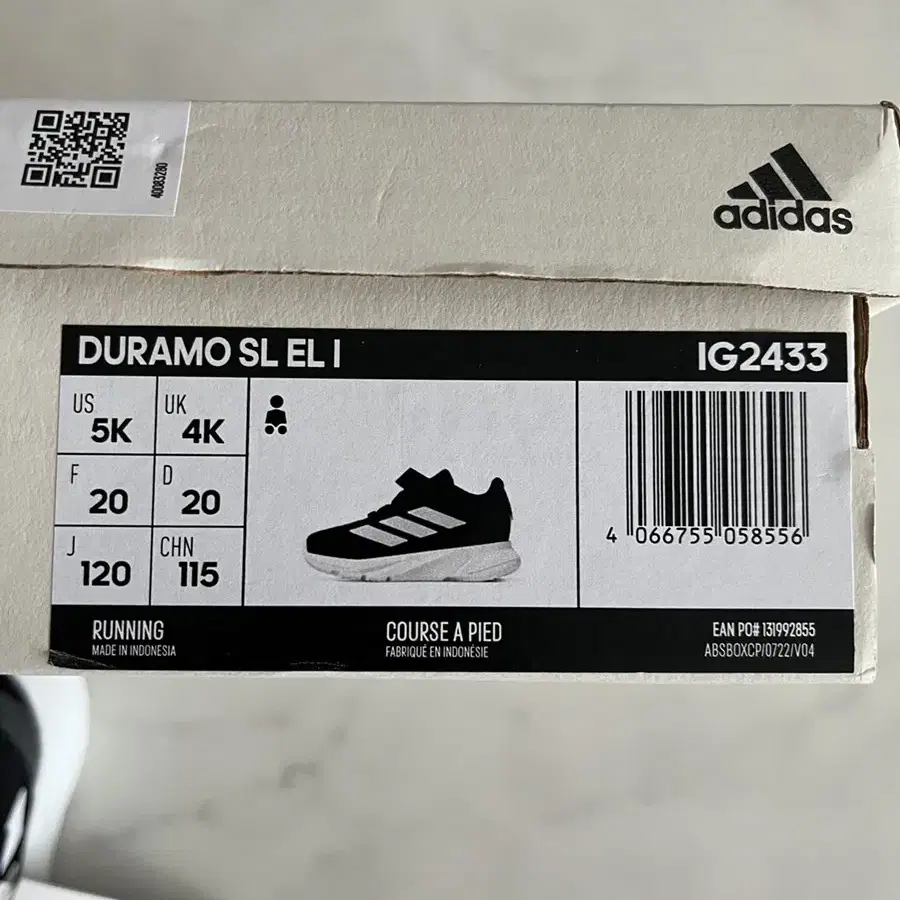 40083280
adidas
DURAMO SL EL I
IG2433
US
5K
UK
4K
F
20
D
20
J
120
CHN
115
4 066755 058556
RUNNING
MADE IN INDONESIA
COURSE A PIED
FABRIQUÉ EN INDONÉSIE
EAN PO# 131992855
ABSBOXCP/0722/V04